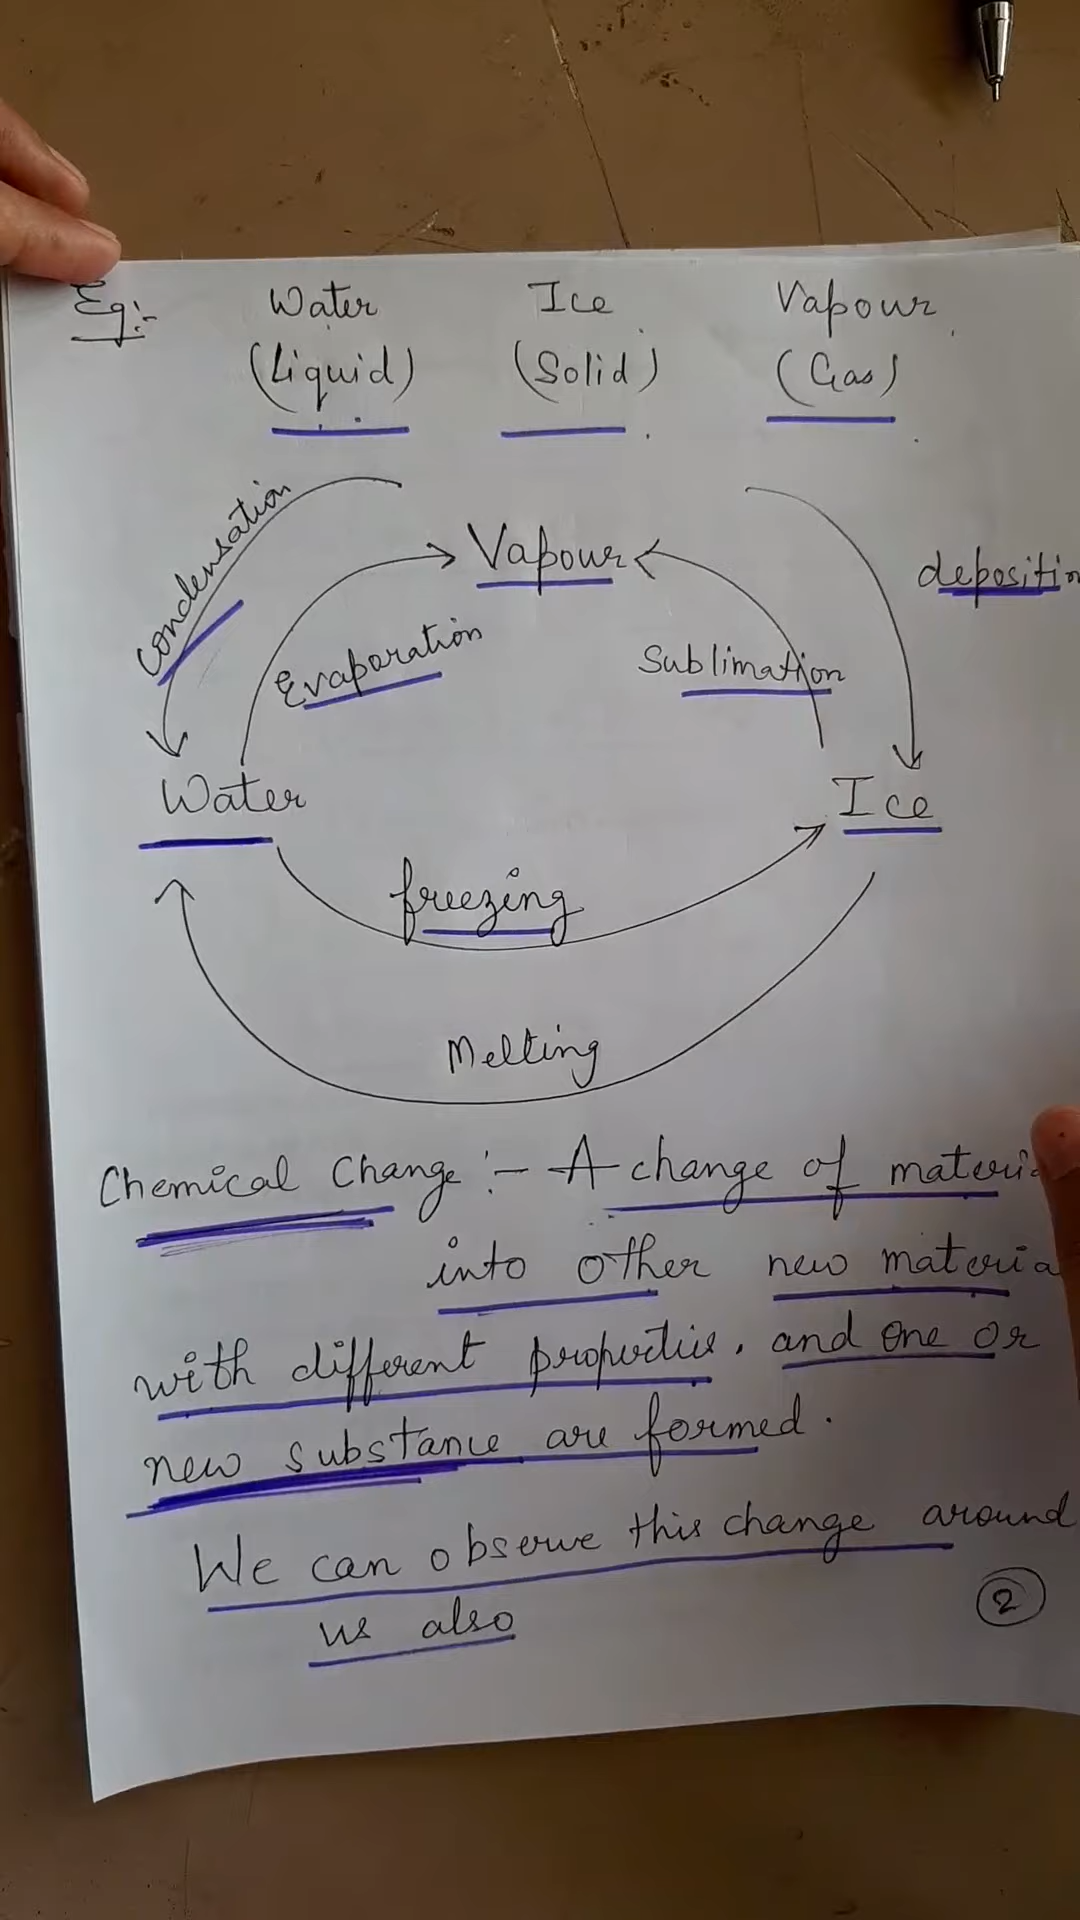 Eg:- Water Ice Vapour
(Liquid) (Solid) (Gas)
Condensation
Vapour
deposition
Evaporation
Sublimation
Water
Ice
freezing
Melting
Chemical Change :- A change of materia
into other new materia
with different properties. and one or
new substance are formed.
We can observe this change around
us also
2